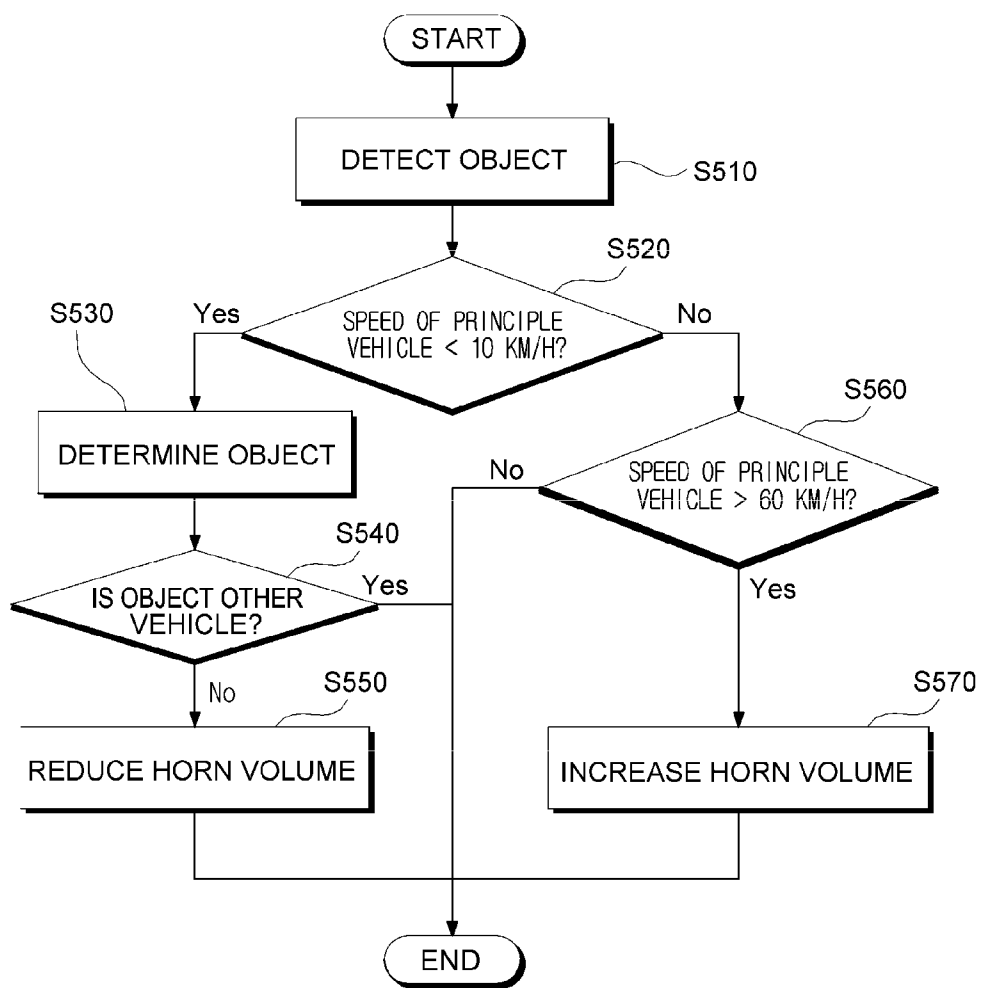 START
DETECT OBJECT
S510
S520
Yes
SPEED OF PRINCIPLE
VEHICLE < 10 KM/H?
No
S530
DETERMINE OBJECT
S560
No
SPEED OF PRINCIPLE
VEHICLE > 60 KM/H?
S540
IS OBJECT OTHER
VEHICLE?
Yes
Yes
No
S550
REDUCE HORN VOLUME
S570
INCREASE HORN VOLUME
END